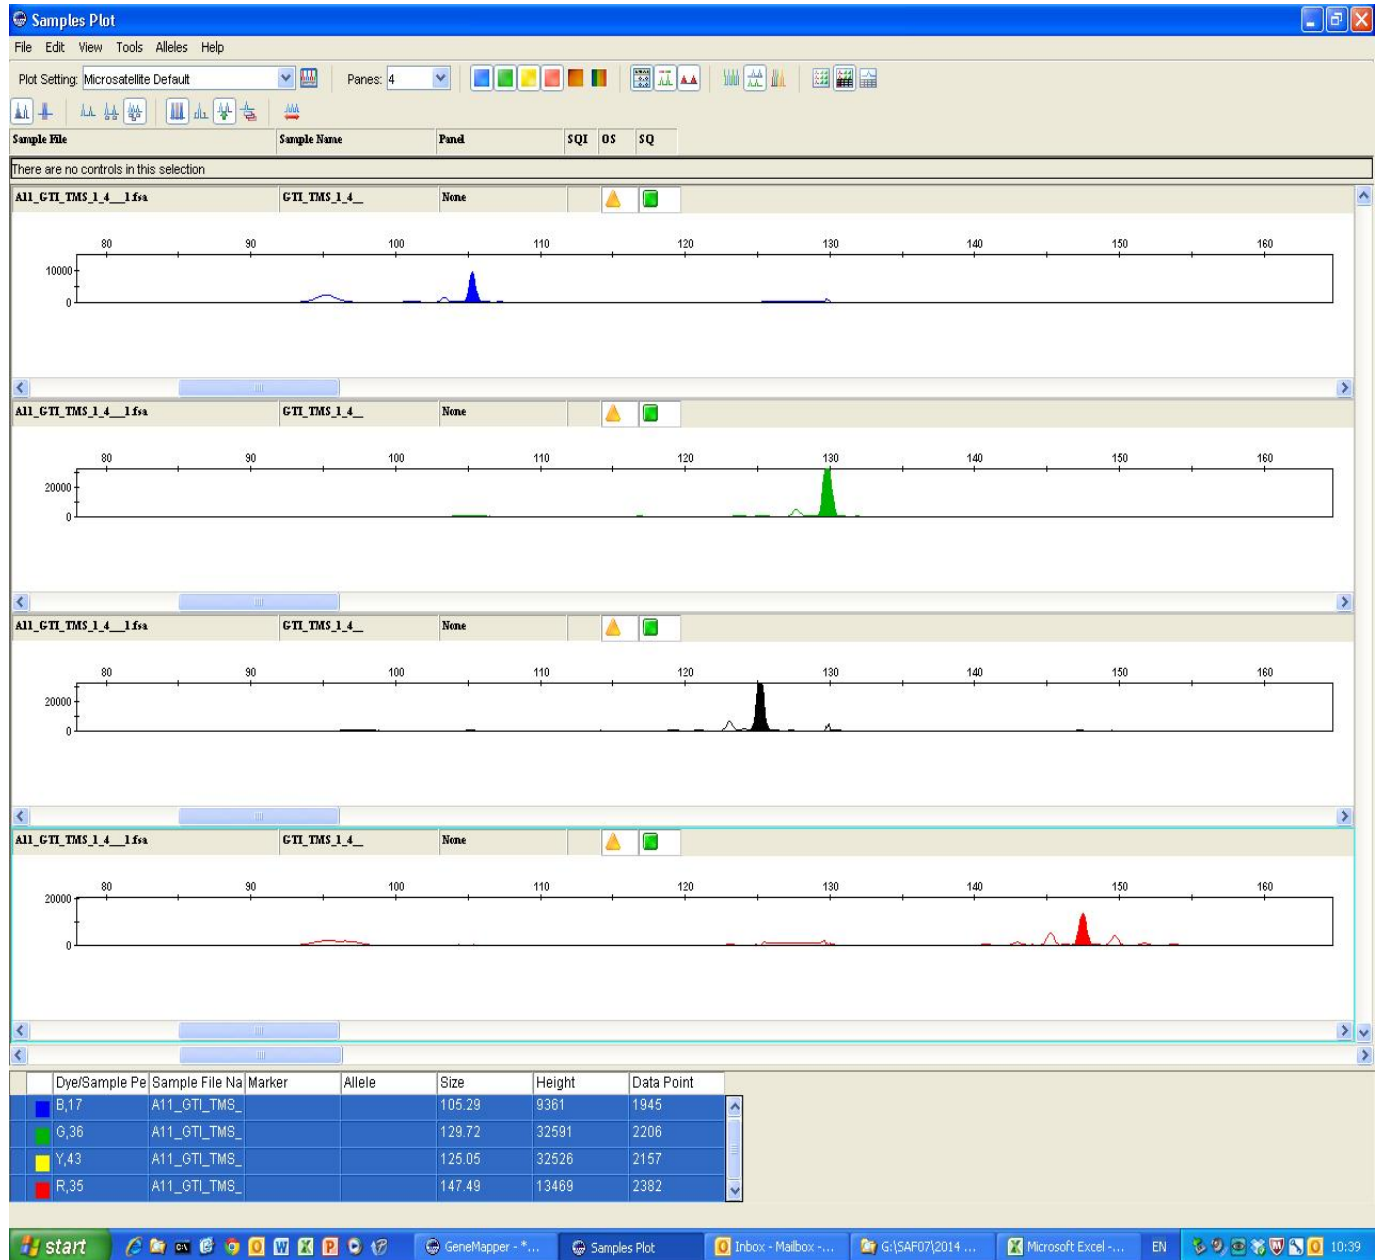 Samples Plot
File Edit View Tools Alleles Help
Plot Setting: Microsatellite Default Panes: 4
Sample File Sample Name Panel SQI OS SQ
There are no controls in this selection
A11_GTI_TMS_1_4__1.fsa GTI_TMS_1_4__ None
80 90 100 110 120 130 140 150 160
10000
0
A11_GTI_TMS_1_4__1.fsa GTI_TMS_1_4__ None
80 90 100 110 120 130 140 150 160
20000
0
A11_GTI_TMS_1_4__1.fsa GTI_TMS_1_4__ None
80 90 100 110 120 130 140 150 160
20000
0
A11_GTI_TMS_1_4__1.fsa GTI_TMS_1_4__ None
80 90 100 110 120 130 140 150 160
20000
0
Dye/Sample Pe Sample File Na Marker Allele Size Height Data Point
B,17 A11_GTI_TMS_ 105.29 9361 1945
G,36 A11_GTI_TMS_ 129.72 32591 2206
Y,43 A11_GTI_TMS_ 125.05 32526 2157
R,35 A11_GTI_TMS_ 147.49 13469 2382
start GeneMapper - *... Samples Plot Inbox - Mailbox -... G:\SAF07\2014 ... Microsoft Excel -... EN 10:39